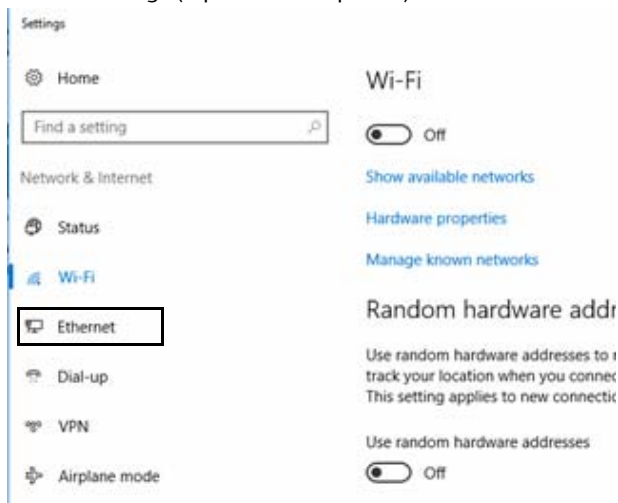 Settings
Home
Find a setting
Network & Internet
Status
Wi-Fi
Ethernet
Dial-up
VPN
Airplane mode
Wi-Fi
Off
Show available networks
Hardware properties
Manage known networks
Random hardware addr
Use random hardware addresses to
track your location when you connec
This setting applies to new connectio
Use random hardware addresses
Off